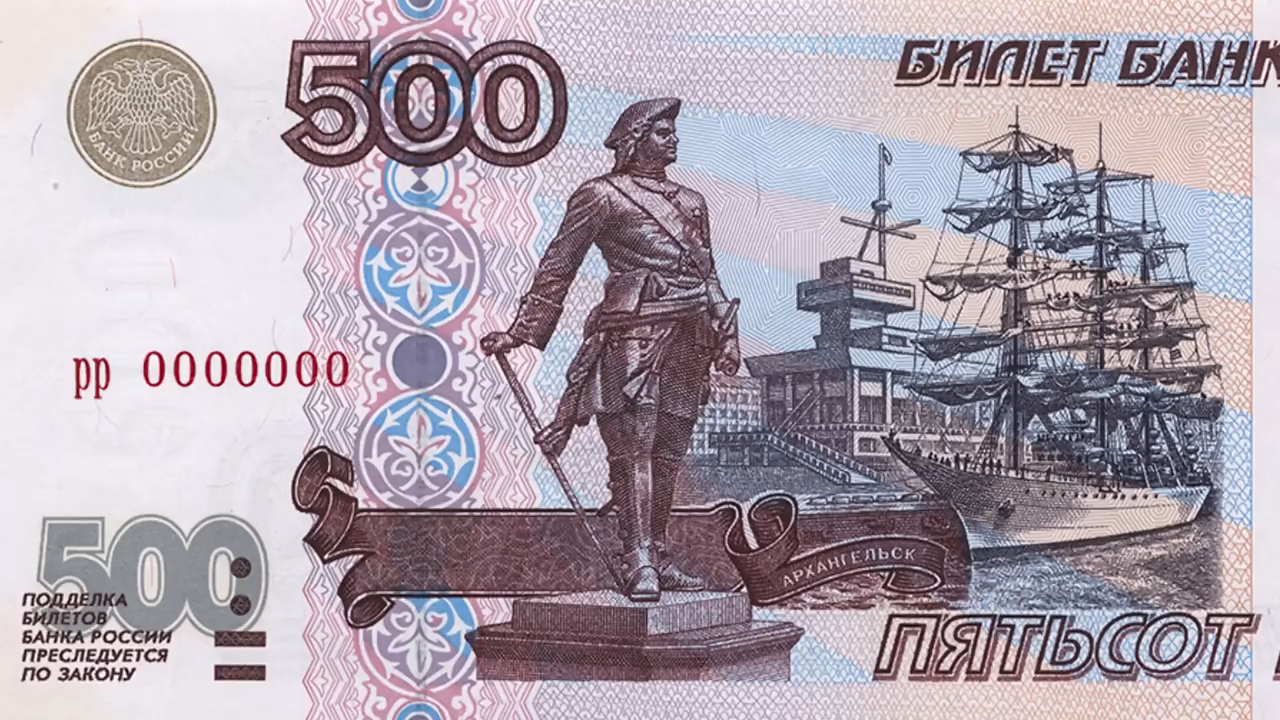 500
БИЛЕТ БАНК
БАНК РОССИИ
рр 0000000
АРХАНГЕЛЬСК
500
ПОДДЕЛКА
БИЛЕТОВ
БАНКА РОССИИ
ПРЕСЛЕДУЕТСЯ
ПО ЗАКОНУ
ПЯТЬСОТ